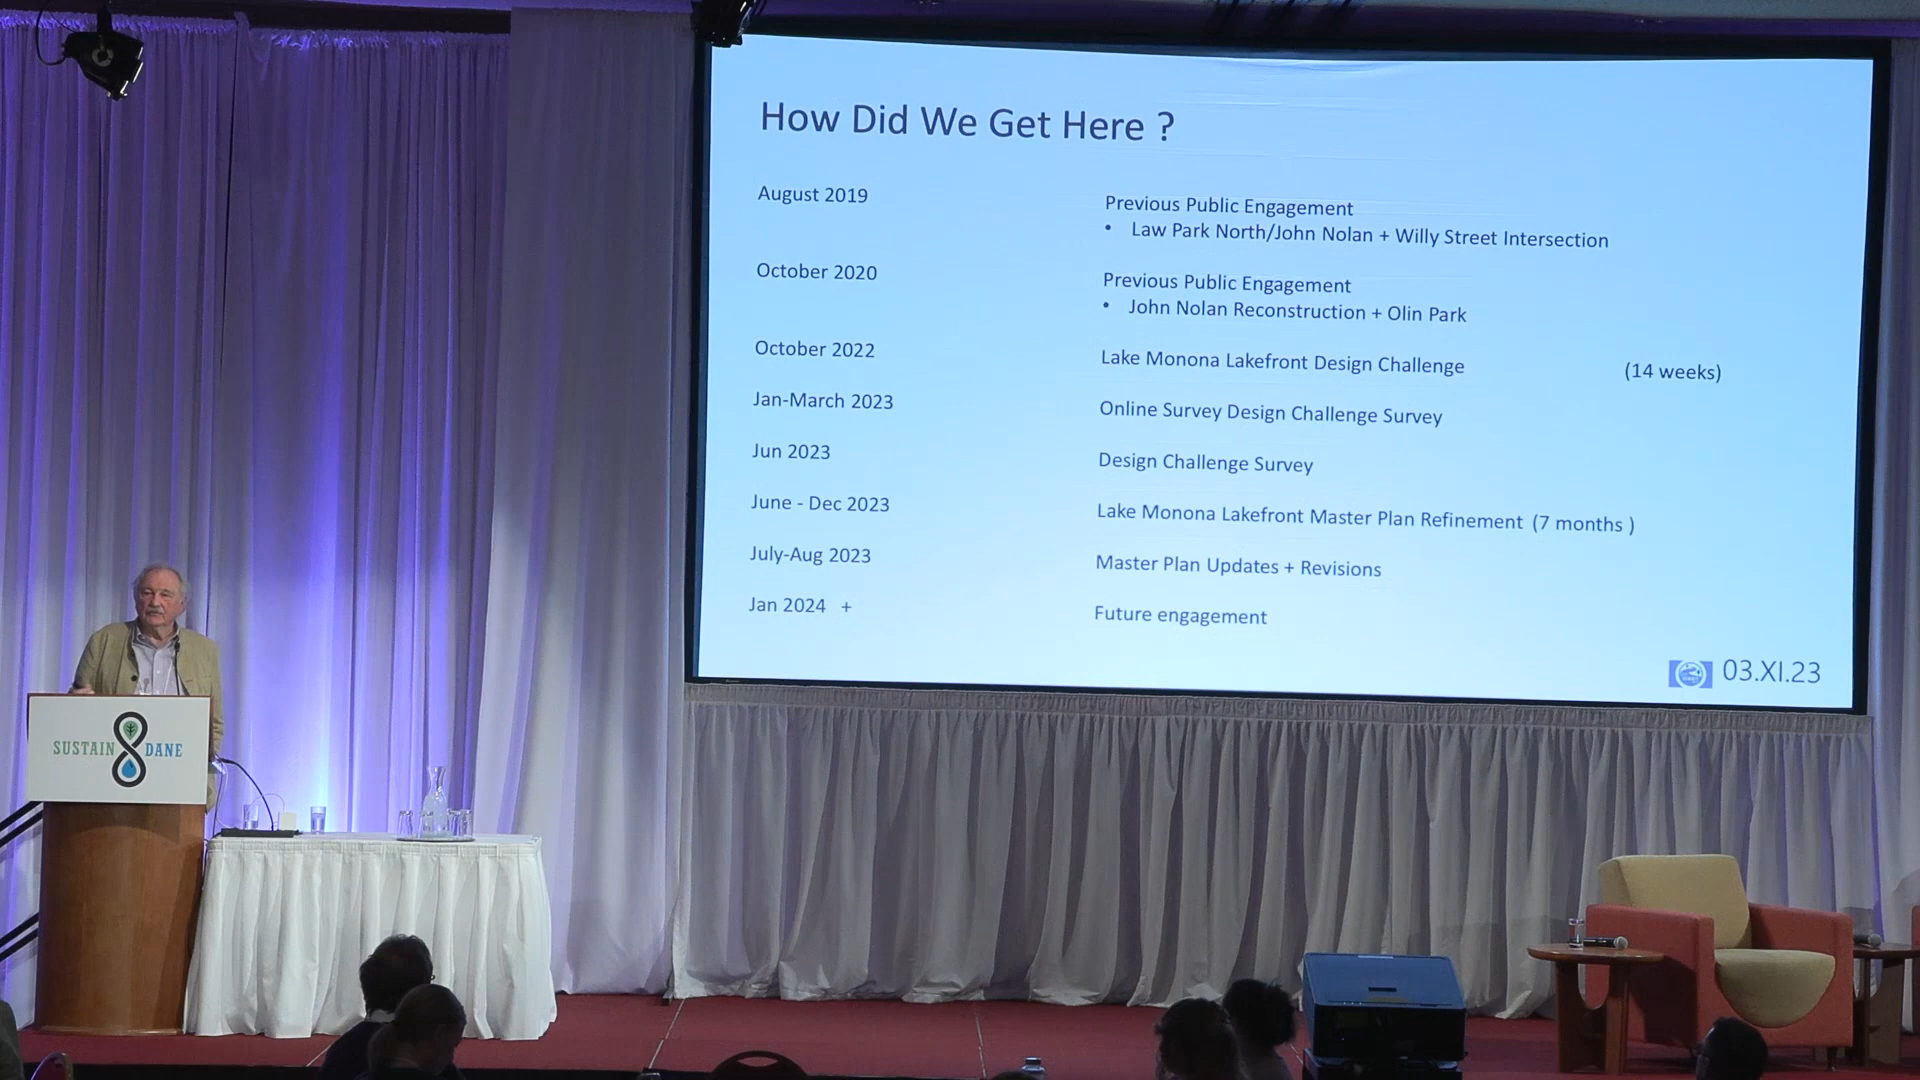 How Did We Get Here ?
August 2019
Previous Public Engagement
• Law Park North/John Nolan + Willy Street Intersection
October 2020
Previous Public Engagement
• John Nolan Reconstruction + Olin Park
October 2022
Lake Monona Lakefront Design Challenge (14 weeks)
Jan-March 2023
Online Survey Design Challenge Survey
Jun 2023
Design Challenge Survey
June - Dec 2023
Lake Monona Lakefront Master Plan Refinement (7 months )
July-Aug 2023
Master Plan Updates + Revisions
Jan 2024 +
Future engagement
03.XI.23
SUSTAIN DANE